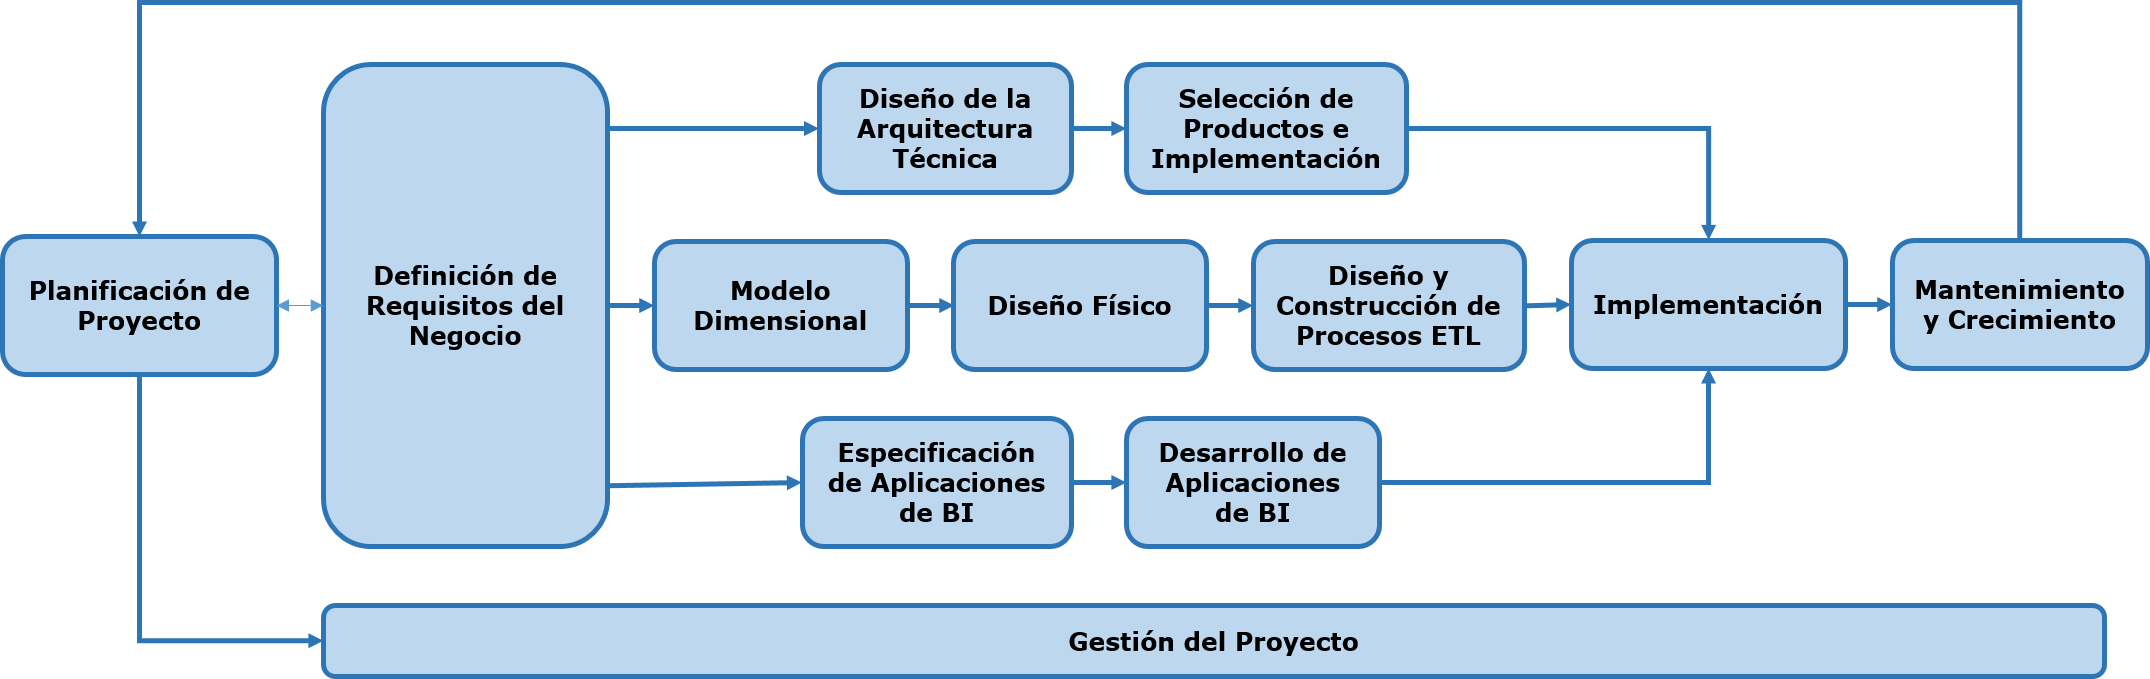 Planificación de
Proyecto
Definición de
Requisitos del
Negocio
Diseño de la
Arquitectura
Técnica
Selección de
Productos e
Implementación
Modelo
Dimensional
Diseño Físico
Diseño y
Construcción de
Procesos ETL
Especificación
de Aplicaciones
de BI
Desarrollo de
Aplicaciones
de BI
Implementación
Mantenimiento
y Crecimiento
Gestión del Proyecto